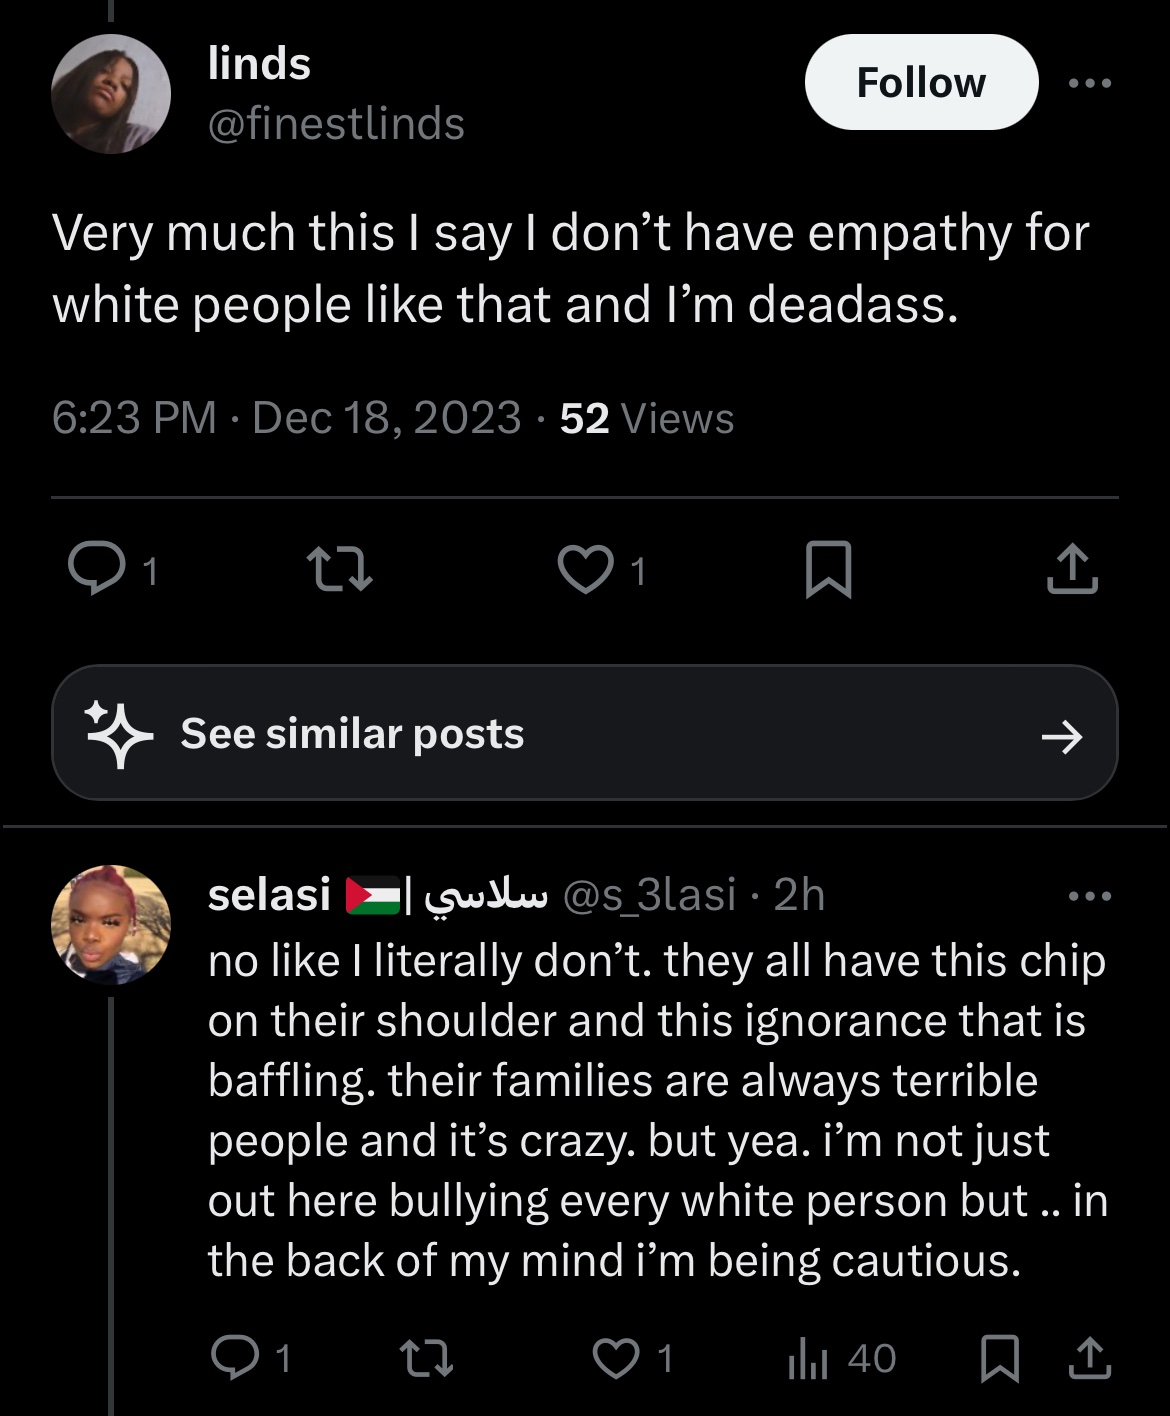 linds
Follow
@finestlinds
Very much this I say I don’t have empathy for
white people like that and I’m deadass.
6:23 PM · Dec 18, 2023 · 52 Views
1 1
See similar posts
selasi 🇵🇸| سلاسي @s_3lasi · 2h
no like I literally don’t. they all have this chip
on their shoulder and this ignorance that is
baffling. their families are always terrible
people and it’s crazy. but yea. i’m not just
out here bullying every white person but .. in
the back of my mind i’m being cautious.
1 1 40